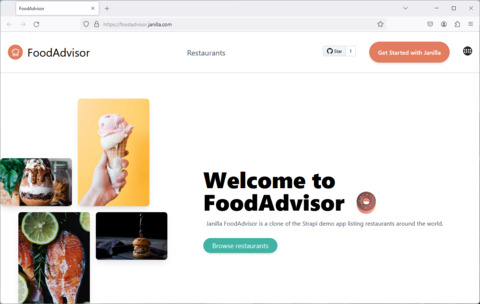 FoodAdvisor
https://foodadvisor.janilla.com
FoodAdvisor
Restaurants
Star
1
Get Started with Janilla
Welcome to
FoodAdvisor
Janilla FoodAdvisor is a clone of the Strapi demo app listing restaurants around the world.
Browse restaurants